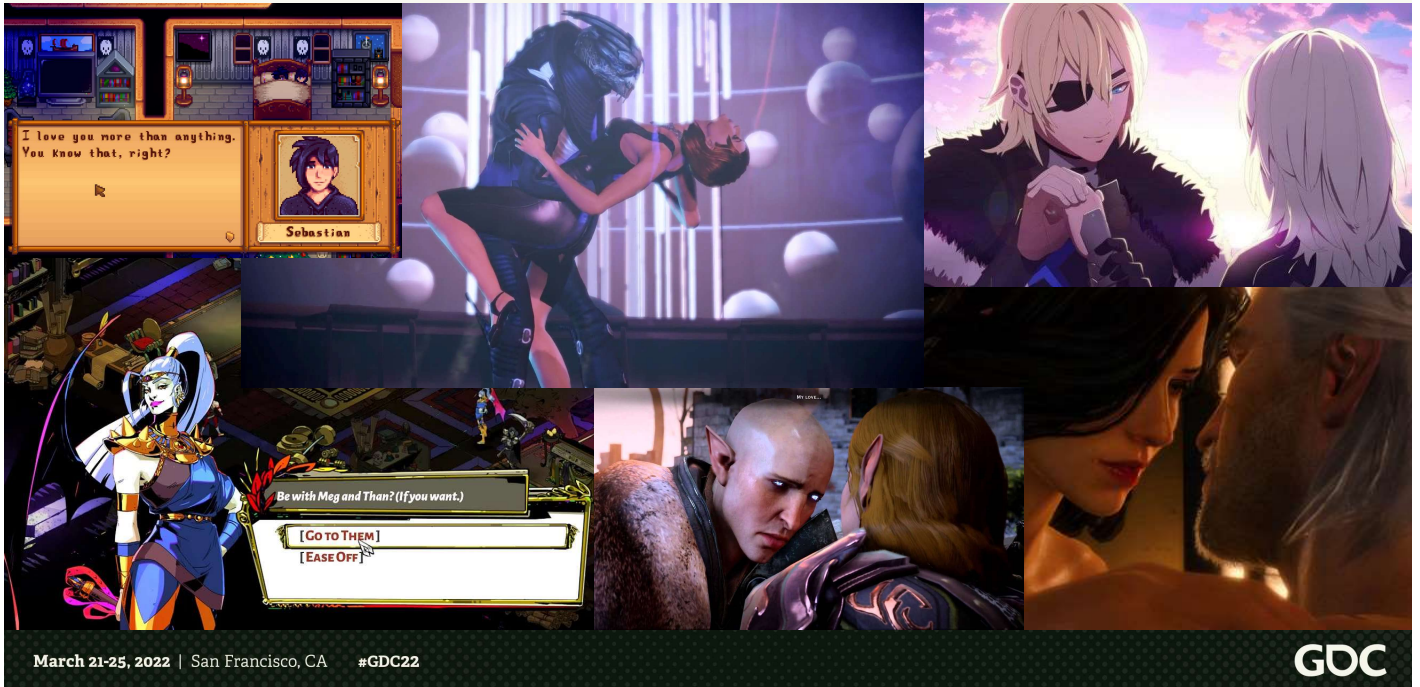 I love you more than anything.
You know that, right?
Sebastian
MY LOVE...
Be with Meg and Than? (If you want.)
[GO TO THEM]
[EASE OFF]
March 21-25, 2022 | San Francisco, CA #GDC22
GDC